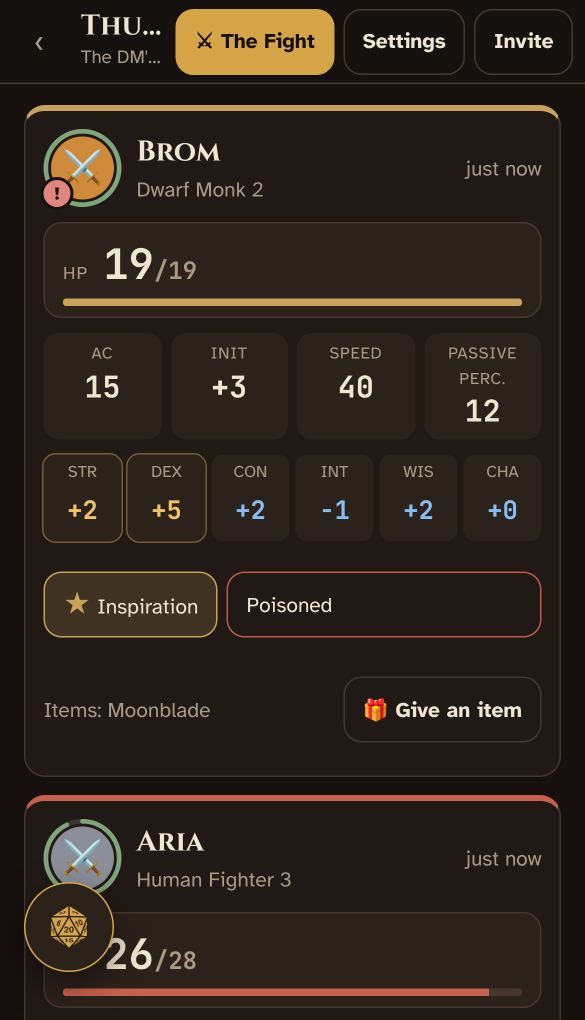 ‹
THU...
The DM'...
⚔ The Fight
Settings
Invite
BROM
Dwarf Monk 2
just now
!
HP 19/19
AC
15
INIT
+3
SPEED
40
PASSIVE
PERC.
12
STR
+2
DEX
+5
CON
+2
INT
-1
WIS
+2
CHA
+0
★ Inspiration
Poisoned
Items: Moonblade
🎁 Give an item
ARIA
Human Fighter 3
just now
20
26/28